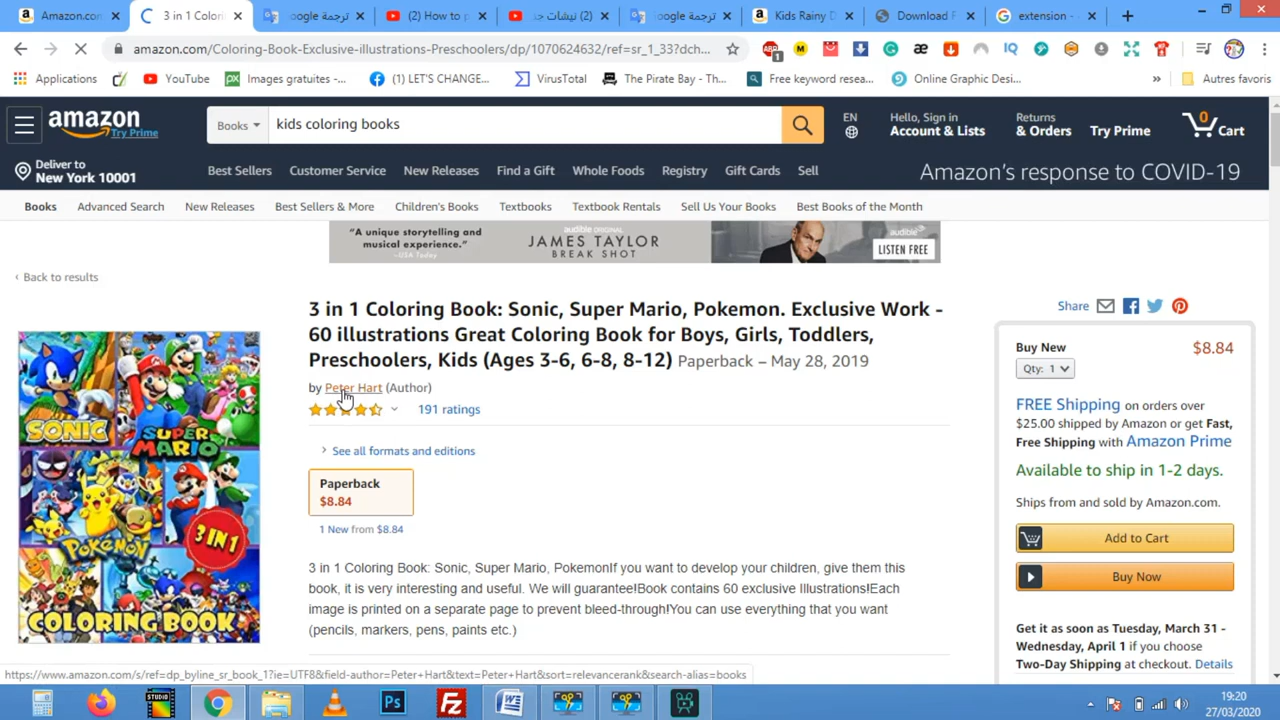 Amazon.com
3 in 1 Colori
ترجمة Google
(2) How to p
(2) نيشات جد
ترجمة Google
Kids Rainy D
Download F
extension -
amazon.com/Coloring-Book-Exclusive-illustrations-Preschoolers/dp/1070624632/ref=sr_1_33?dch...
Applications
YouTube
Images gratuites -...
(1) LET'S CHANGE...
VirusTotal
The Pirate Bay - Th...
Free keyword resea...
Online Graphic Desi...
»
Autres favoris
amazon
Try Prime
Books
kids coloring books
EN
Hello, Sign in
Account & Lists
Returns
& Orders
Try Prime
0
Cart
Deliver to
New York 10001
Best Sellers
Customer Service
New Releases
Find a Gift
Whole Foods
Registry
Gift Cards
Sell
Amazon's response to COVID-19
Books
Advanced Search
New Releases
Best Sellers & More
Children's Books
Textbooks
Textbook Rentals
Sell Us Your Books
Best Books of the Month
"A unique storytelling and
musical experience."
—USA Today
audible ORIGINAL
JAMES TAYLOR
BREAK SHOT
audible
LISTEN FREE
‹ Back to results
3 in 1 Coloring Book: Sonic, Super Mario, Pokemon. Exclusive Work -
60 illustrations Great Coloring Book for Boys, Girls, Toddlers,
Preschoolers, Kids (Ages 3-6, 6-8, 8-12) Paperback – May 28, 2019
by Peter Hart (Author)
191 ratings
› See all formats and editions
Paperback
$8.84
1 New from $8.84
3 in 1 Coloring Book: Sonic, Super Mario, PokemonIf you want to develop your children, give them this
book, it is very interesting and useful. We will guarantee!Book contains 60 exclusive Illustrations!Each
image is printed on a separate page to prevent bleed-through!You can use everything that you want
(pencils, markers, pens, paints etc.)
SONIC
SUPER
MARIO
POKEMON
3 IN 1
COLORING BOOK
Share
Buy New
$8.84
Qty: 1
FREE Shipping on orders over
$25.00 shipped by Amazon or get Fast,
Free Shipping with Amazon Prime
Available to ship in 1-2 days.
Ships from and sold by Amazon.com.
Add to Cart
Buy Now
Get it as soon as Tuesday, March 31 -
Wednesday, April 1 if you choose
Two-Day Shipping at checkout. Details
https://www.amazon.com/s/ref=dp_byline_sr_book_1?ie=UTF8&field-author=Peter+Hart&text=Peter+Hart&sort=relevancerank&search-alias=books
STUDIO
Ps
19:20
27/03/2020